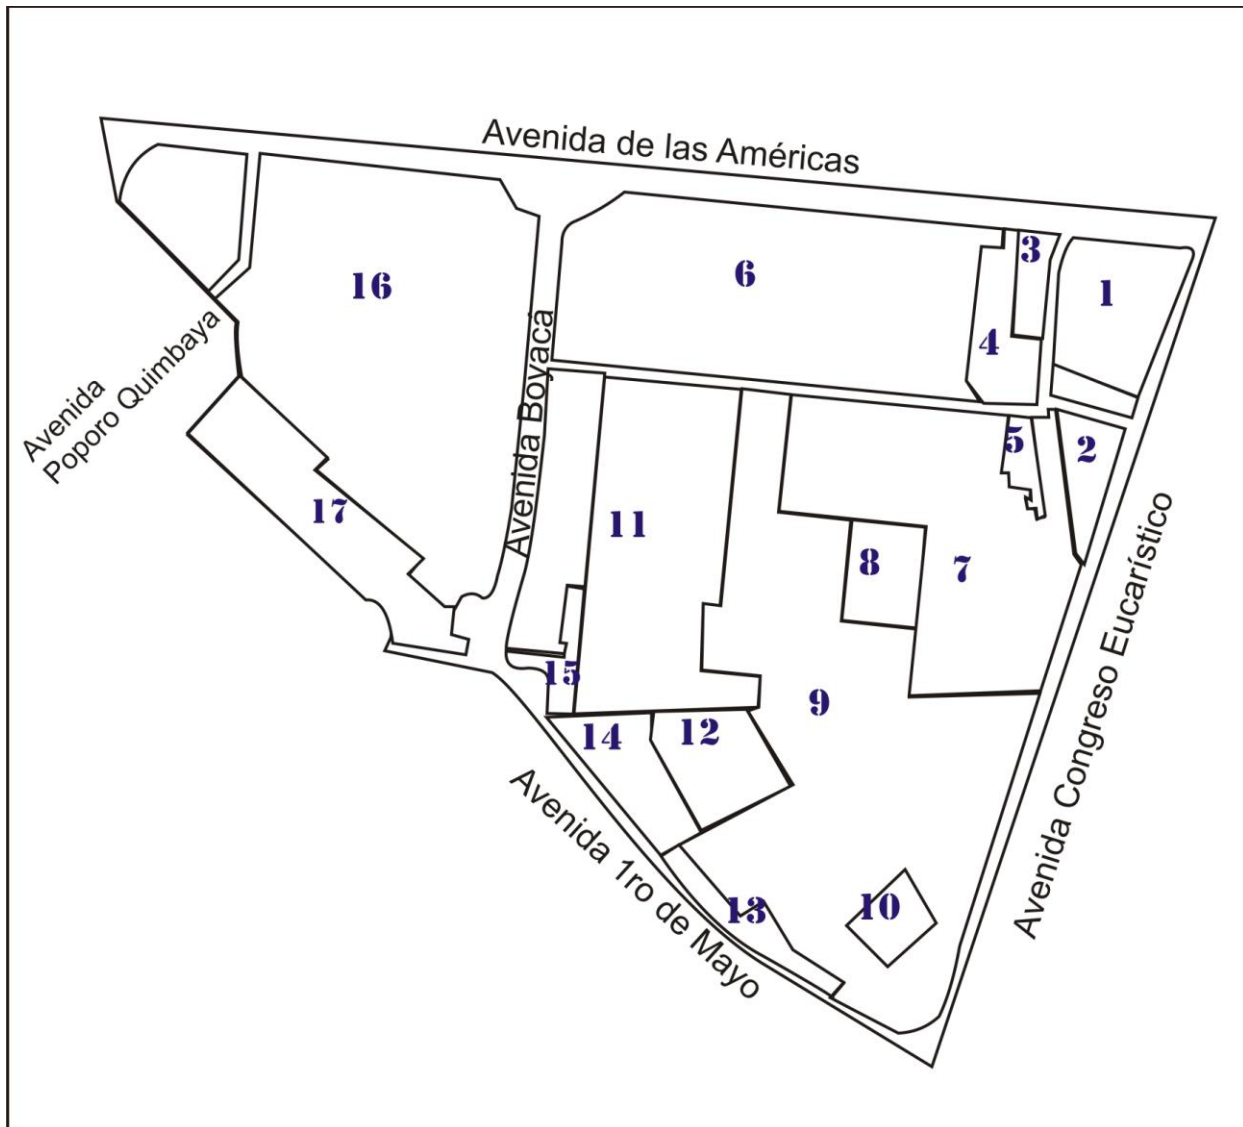 Avenida de las Américas
3
1
6
16
4
Avenida
Poporo Quimbaya
Avenida Boyacá
5
2
17
11
8
7
Avenida Congreso Eucarístico
15
9
14
12
Avenida 1ro de Mayo
13
10